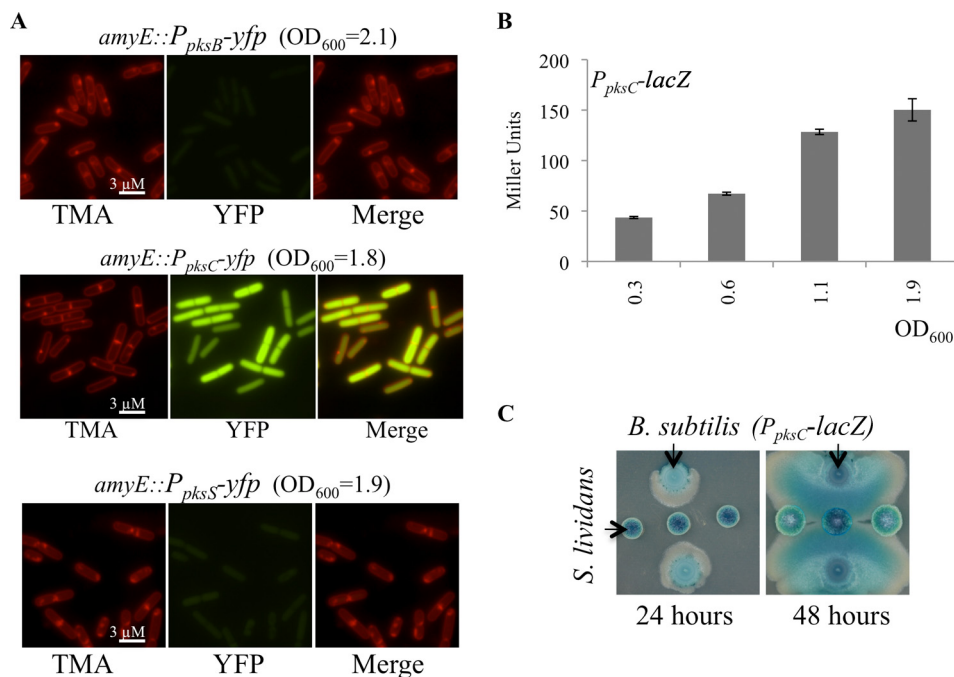 A
amyE::PpksB-yfp (OD600=2.1)
3 µM
TMA YFP Merge
amyE::PpksC-yfp (OD600=1.8)
3 µM
TMA YFP Merge
amyE::PpksS-yfp (OD600=1.9)
3 µM
TMA YFP Merge
B
PpksC-lacZ
Miller Units
200
150
100
50
0
0.3 0.6 1.1 1.9
OD600
C
B. subtilis (PpksC-lacZ)
S. lividans
24 hours 48 hours